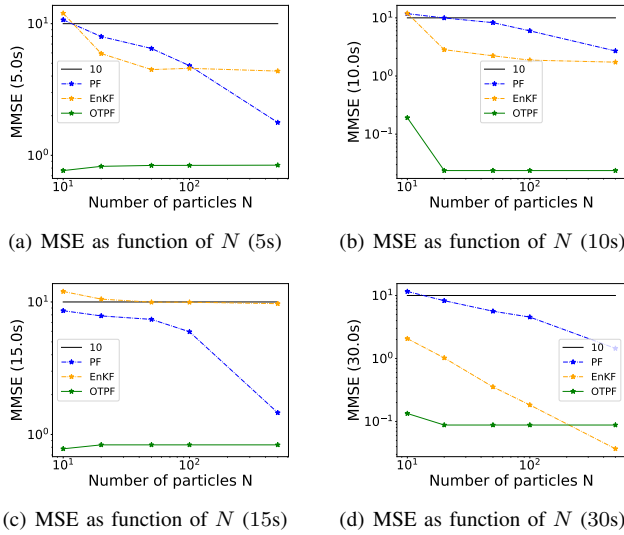 MMSE (5.0s)
10¹
10⁰
10
PF
EnKF
OTPF
10¹
10²
Number of particles N
(a) MSE as function of N (5s)
MMSE (10.0s)
10¹
10⁰
10⁻¹
10
PF
EnKF
OTPF
10¹
10²
Number of particles N
(b) MSE as function of N (10s)
MMSE (15.0s)
10¹
10⁰
10
PF
EnKF
OTPF
10¹
10²
Number of particles N
(c) MSE as function of N (15s)
MMSE (30.0s)
10¹
10⁰
10⁻¹
10
PF
EnKF
OTPF
10¹
10²
Number of particles N
(d) MSE as function of N (30s)